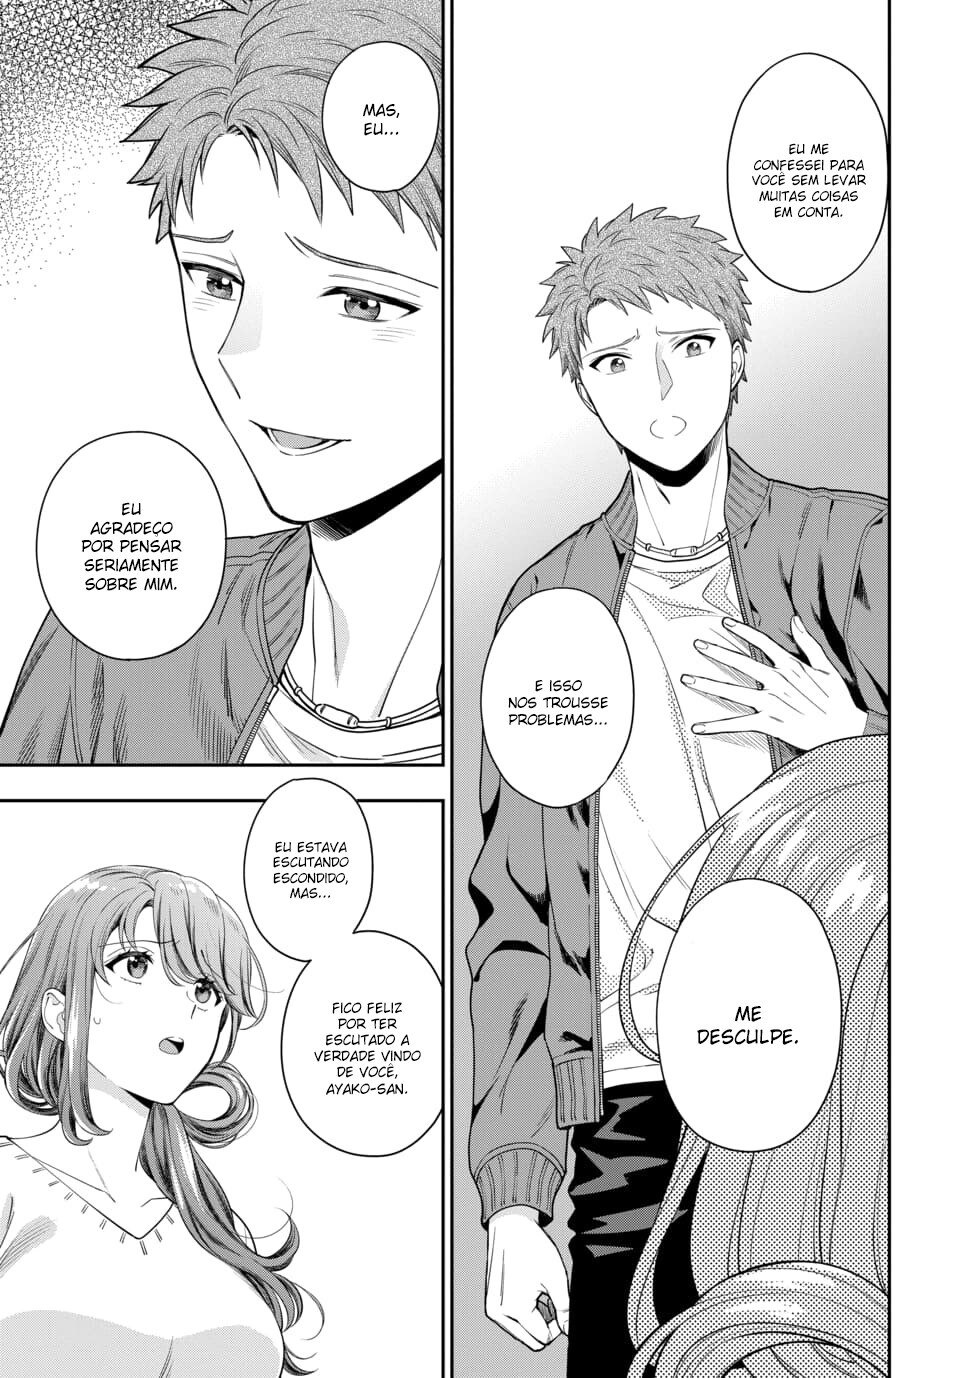 EU ME
CONFESSEI PARA
VOCÊ SEM LEVAR
MUITAS COISAS
EM CONTA.
E ISSO
NOS TROUSSE
PROBLEMAS...
ME
DESCULPE.
MAS,
EU...
EU
AGRADEÇO
POR PENSAR
SERIAMENTE
SOBRE MIM.
EU ESTAVA
ESCUTANDO
ESCONDIDO,
MAS...
FICO FELIZ
POR TER
ESCUTADO A
VERDADE VINDO
DE VOCÊ,
AYAKO-SAN.